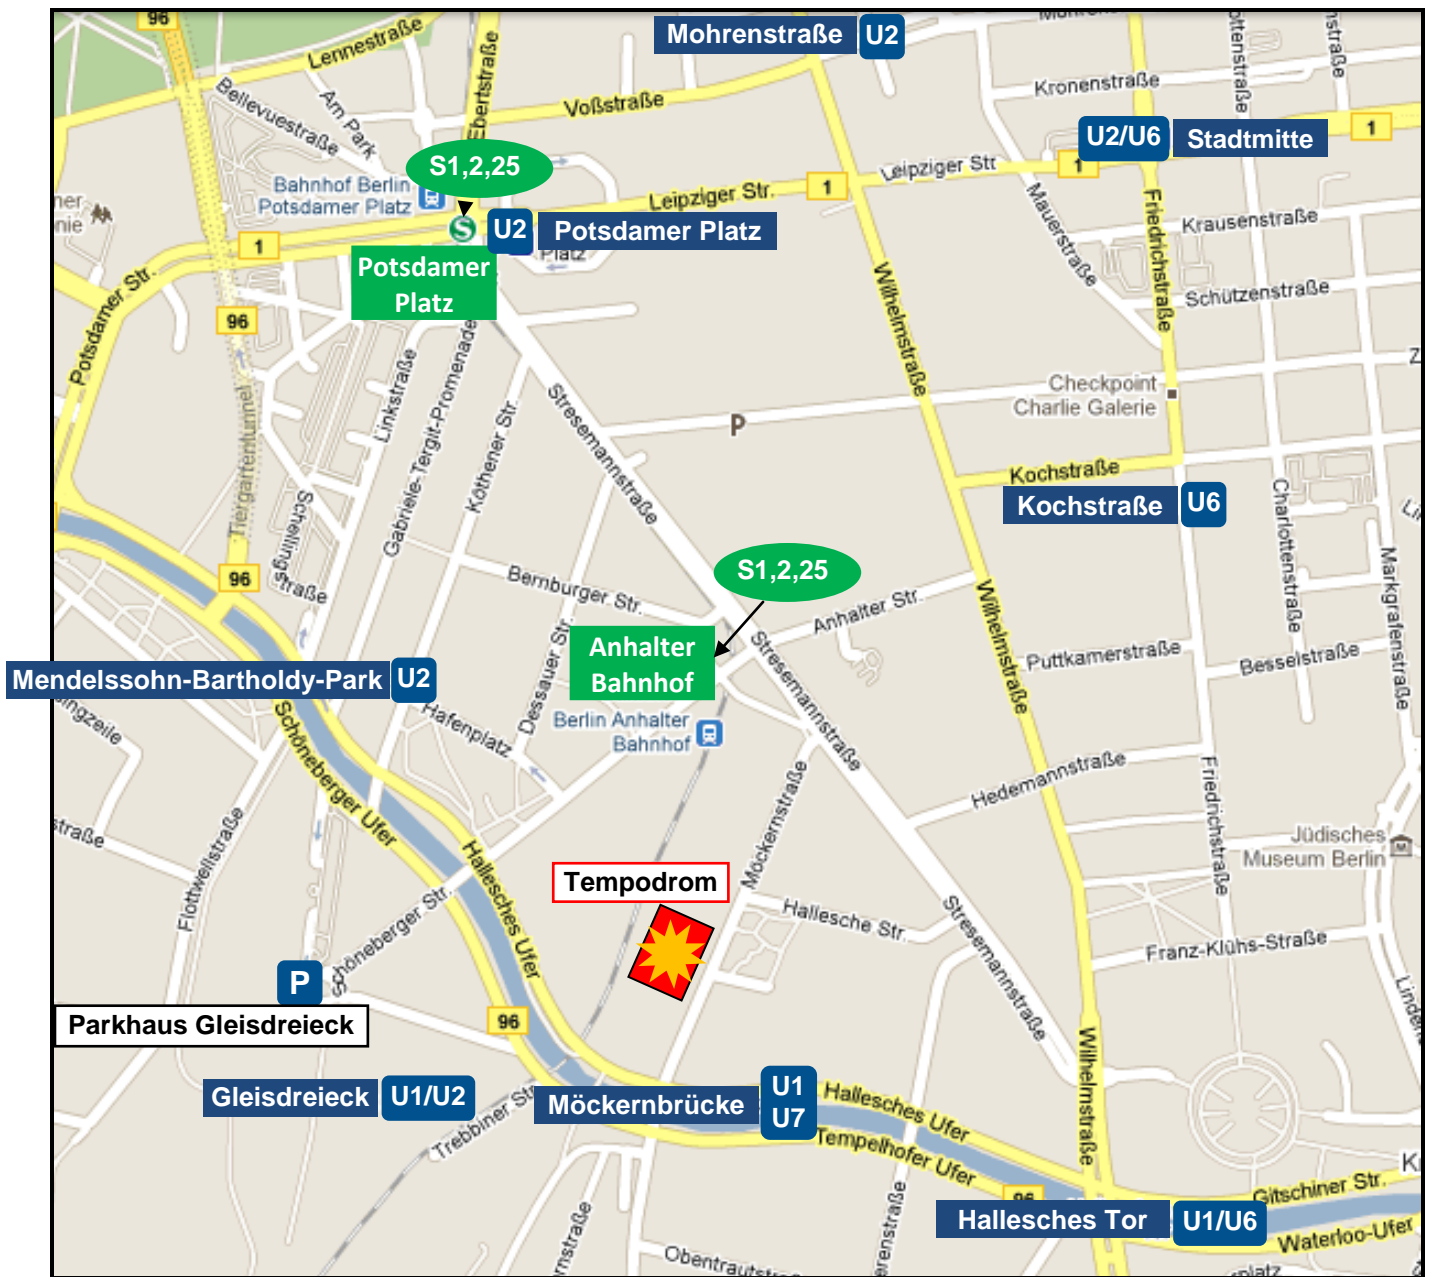 96
Lennestraße
Ebertstraße
Mohrenstraße U2
Bellevuestraße
Am Park
Voßstraße
Kronenstraße
U2/U6 Stadtmitte
1
1
S1,2,25
Bahnhof Berlin
Potsdamer Platz
Leipziger Str.
1
Leipziger Str
Mauerstraße
Friedrichstraße
Krausenstraße
S
U2 Potsdamer Platz
Platz
1
Potsdamer
Platz
Potsdamer Str.
96
Wilhelmstraße
Schützenstraße
Linkstraße
Gabriele-Tergit-Promenade
Köthener Str.
Stresemannstraße
P
Checkpoint
Charlie Galerie
Tiergartentunnel
Schellingstraße
Kochstraße
Kochstraße U6
Charlottenstraße
Markgrafenstraße
96
Bernburger Str.
S1,2,25
Anhalter Str.
Wilhelmstraße
Anhalter
Bahnhof
Dessauer Str.
Stresemannstraße
Puttkamerstraße
Besselstraße
Mendelssohn-Bartholdy-Park U2
Hafenplatz
Berlin Anhalter
Bahnhof
Schöneberger Ufer
Hedemannstraße
Friedrichstraße
Möckernstraße
Flottwellstraße
Hallesches Ufer
Jüdisches
Museum Berlin
Tempodrom
Schöneberger Str.
Hallesche Str.
Stresemannstraße
Franz-Klühs-Straße
P
Parkhaus Gleisdreieck
96
Wilhelmstraße
Gleisdreieck U1/U2
Trebbiner Str
Möckernbrücke U1
U7
Hallesches Ufer
Tempelhofer Ufer
96
Hallesches Tor U1/U6
Gitschiner Str.
Waterloo-Ufer